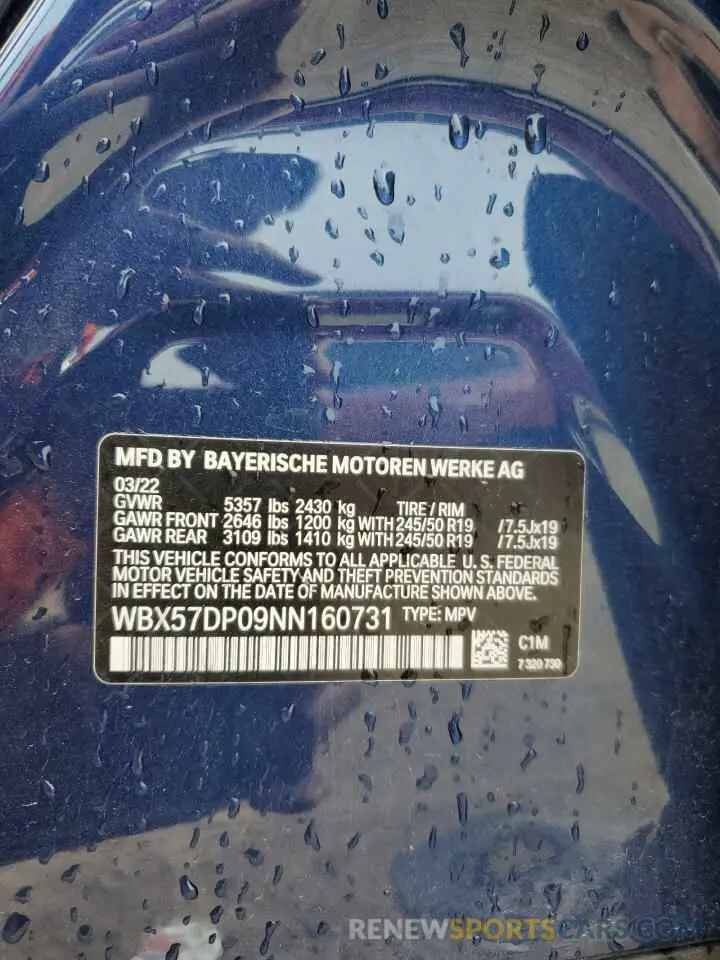 MFD BY BAYERISCHE MOTOREN WERKE AG
03/22
GVWR 5357 lbs 2430 kg TIRE / RIM
GAWR FRONT 2646 lbs 1200 kg WITH 245/50 R19 /7.5Jx19
GAWR REAR 3109 lbs 1410 kg WITH 245/50 R19 /7.5Jx19
THIS VEHICLE CONFORMS TO ALL APPLICABLE U.S. FEDERAL
MOTOR VEHICLE SAFETY AND THEFT PREVENTION STANDARDS
IN EFFECT ON THE DATE OF MANUFACTURE SHOWN ABOVE.
WBX57DP09NN160731 TYPE: MPV
C1M
7 320 730
RENEWSPORTSCARS.COM